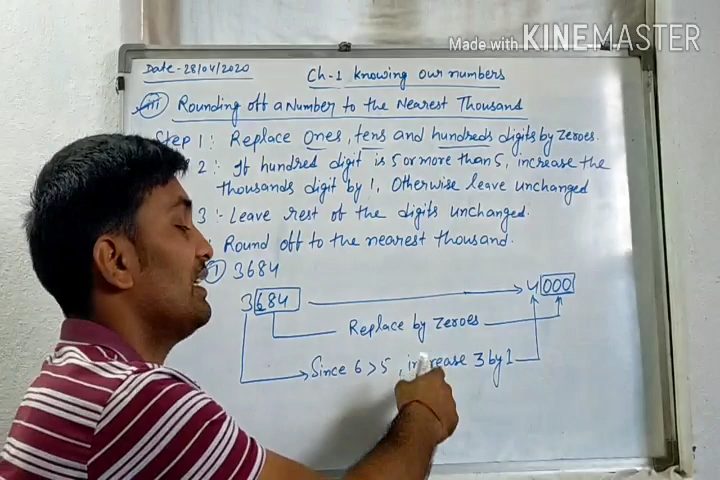 Made with KINEMASTER
Date - 28/04/2020
Ch-1 Knowing our numbers
(iii) Rounding off a Number to the Nearest Thousand
Step 1: Replace Ones, tens and hundreds digits by Zeroes.
2:- If hundred digit is 5 or more than 5, increase the
thousands digit by 1, Otherwise leave unchanged
3:- Leave rest of the digits unchanged.
: Round off to the nearest thousand.
① 3684
3684 4000
Replace by Zeroes
Since 6 > 5, increase 3 by 1